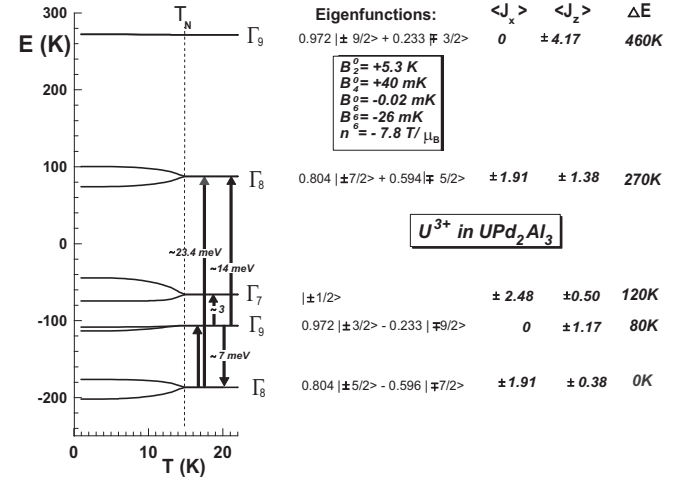 T_N Eigenfunctions: <J_x> <J_z> ΔE
E (K)
300
Γ9 0.972 |± 9/2> + 0.233 |∓ 3/2> 0 ± 4.17 460K
B_2^0 = +5.3 K
B_4^0 = +40 mK
B_6^0 = -0.02 mK
B_6^6 = -26 mK
n = - 7.8 T/ μ_B
200
100
Γ8 0.804 |±7/2> + 0.594|∓ 5/2> ± 1.91 ± 1.38 270K
U^3+ in UPd_2Al_3
0
~23.4 meV
~14 meV
Γ7 |±1/2> ± 2.48 ±0.50 120K
~ 3
-100
Γ9 0.972 |±3/2> - 0.233 |∓9/2> 0 ±1.17 80K
~ 7 meV
Γ8 0.804 |±5/2> - 0.596 |∓7/2> ±1.91 ± 0.38 0K
-200
0 10 20
T (K)